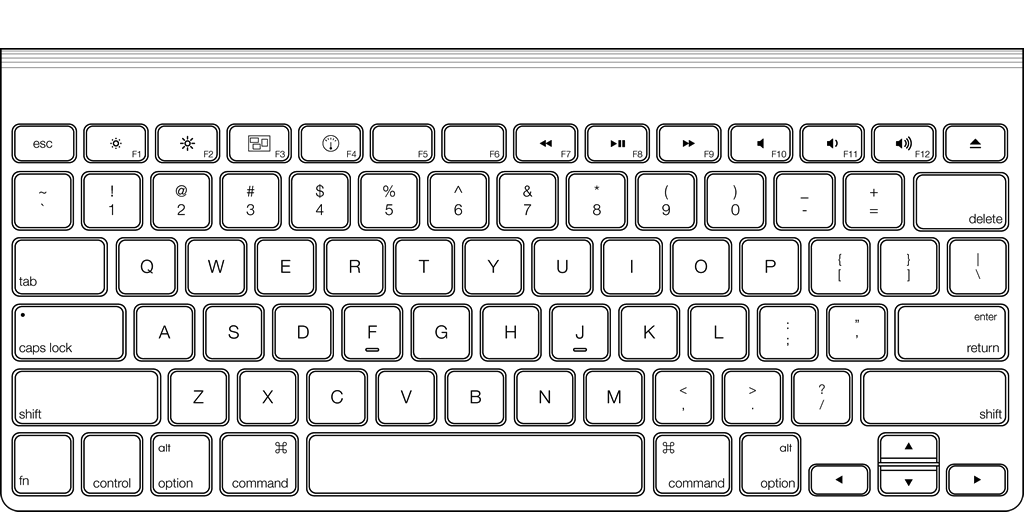 esc F1 F2 F3 F4 F5 F6 F7 F8 F9 F10 F11 F12
~ ! @ # $ % ^ & * ( ) _ +
` 1 2 3 4 5 6 7 8 9 0 - =
delete
Q W E R T Y U I O P { } |
[ ] \
tab
A S D F G H J K L : ” enter
; ’
caps lock return
Z X C V B N M < > ?
, . /
shift shift
alt ⌘ ⌘ alt
fn control option command command option